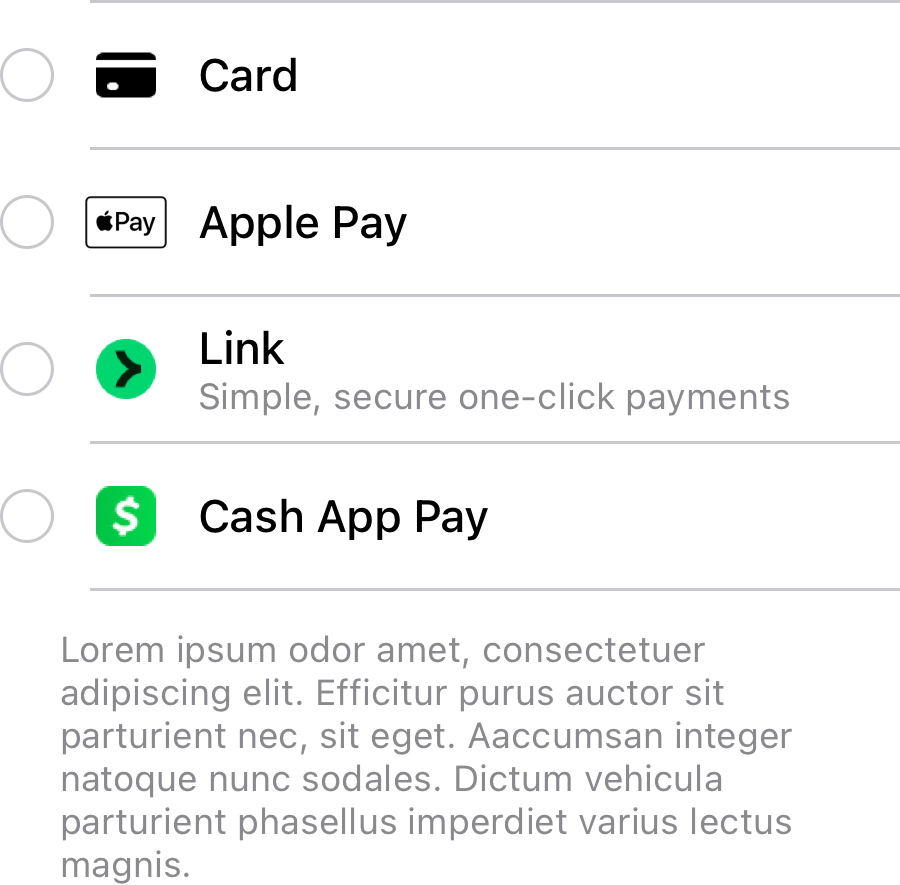 Card
Pay
Apple Pay
Link
Simple, secure one-click payments
$
Cash App Pay
Lorem ipsum odor amet, consectetuer
adipiscing elit. Efficitur purus auctor sit
parturient nec, sit eget. Aaccumsan integer
natoque nunc sodales. Dictum vehicula
parturient phasellus imperdiet varius lectus
magnis.